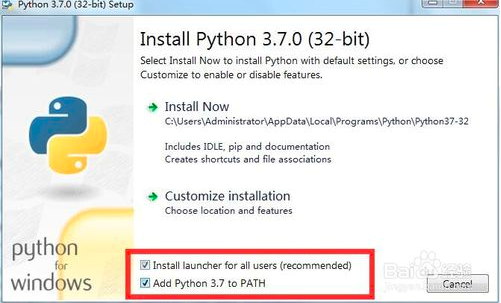 Python 3.7.0 (32-bit) Setup
Install Python 3.7.0 (32-bit)
Select Install Now to install Python with default settings, or choose
Customize to enable or disable features.
Install Now
C:\Users\Administrator\AppData\Local\Programs\Python\Python37-32
Includes IDLE, pip and documentation
Creates shortcuts and file associations
Customize installation
Choose location and features
python
for
windows
Install launcher for all users (recommended)
Add Python 3.7 to PATH
Cancel